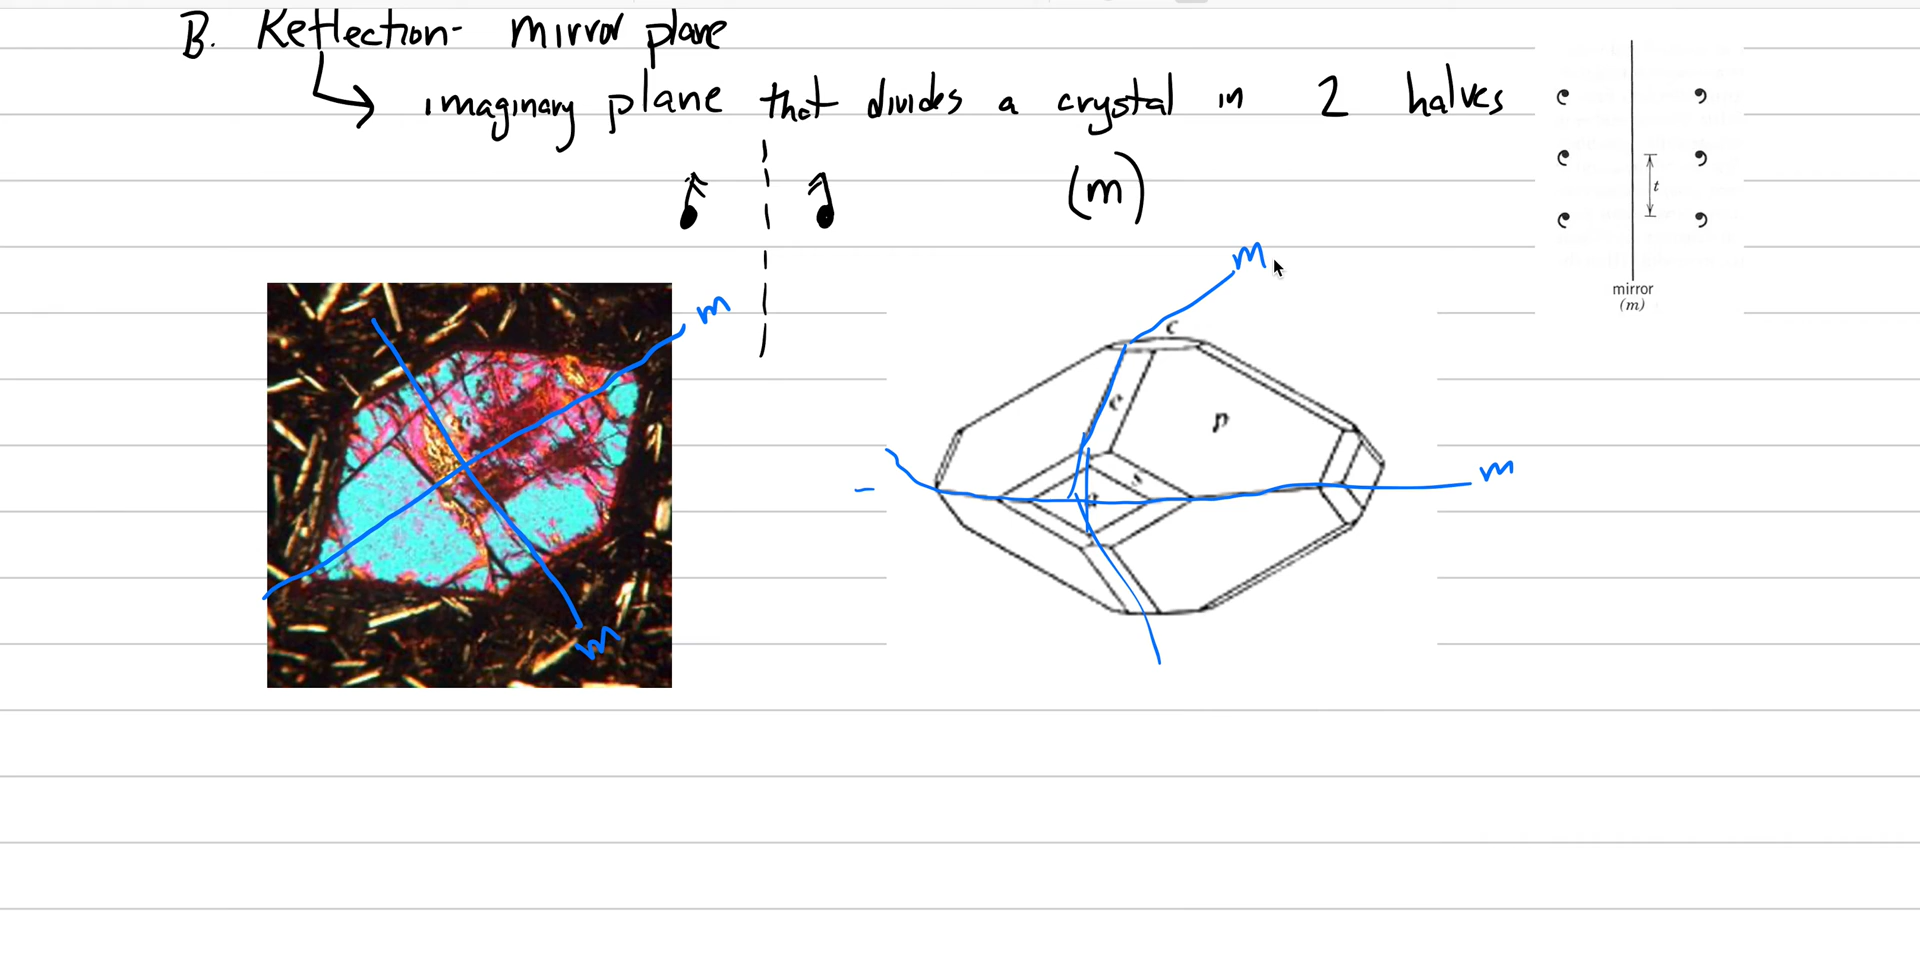 B. Reflection- mirror plane
imaginary plane that divides a crystal in 2 halves
(m)
t
mirror
(m)
m
m
m
m
c
e
p
s
a